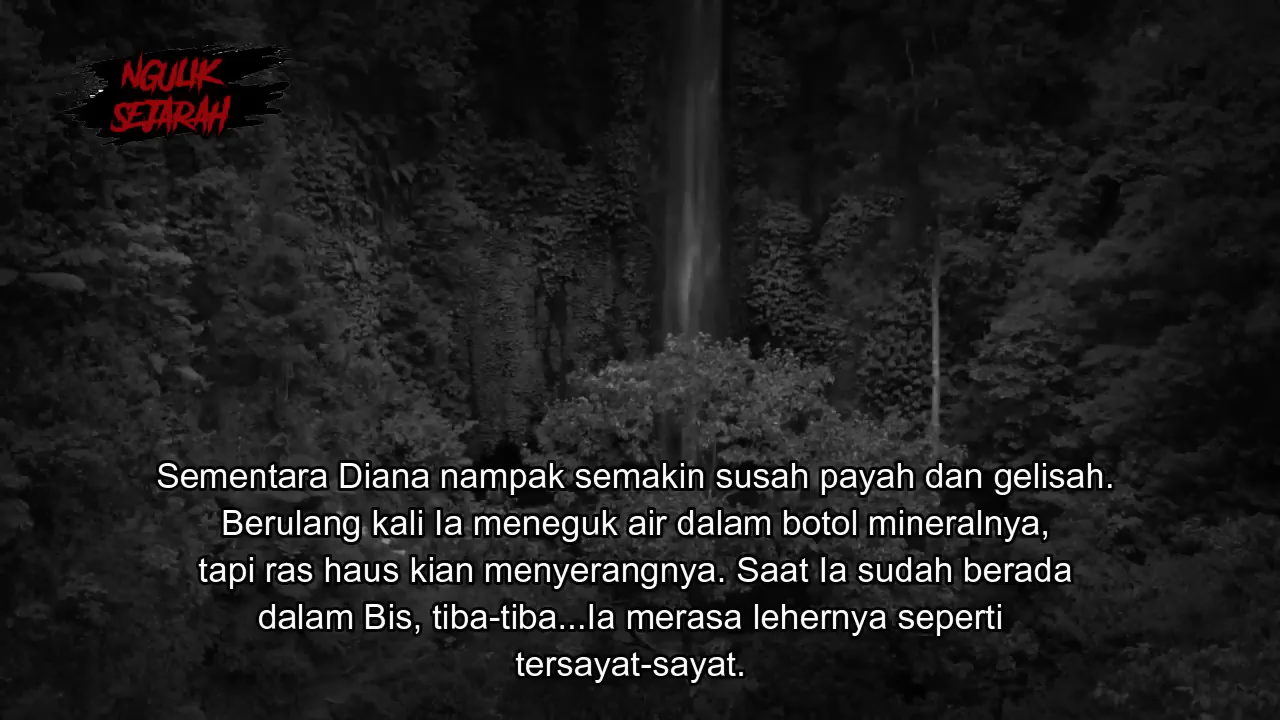 NGULIK
SEJARAH
Sementara Diana nampak semakin susah payah dan gelisah.
Berulang kali Ia meneguk air dalam botol mineralnya,
tapi ras haus kian menyerangnya. Saat Ia sudah berada
dalam Bis, tiba-tiba...Ia merasa lehernya seperti
tersayat-sayat.